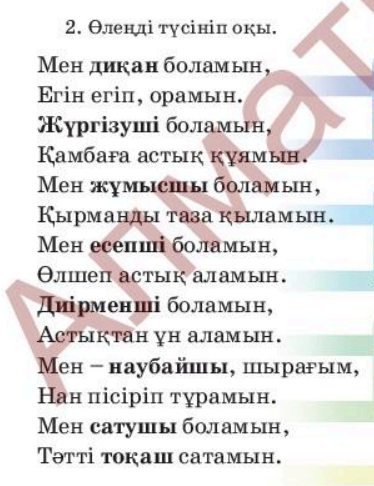 2. Өлеңді түсініп оқы.
Мен диқан боламын,
Егін егіп, орамын.
Жүргізуші боламын,
Қамбаға астық құямын.
Мен жұмысшы боламын,
Қырманды таза қыламын.
Мен есепші боламын,
Өлшеп астық аламын.
Диірменші боламын,
Астықтан ұн аламын.
Мен – наубайшы, шырағым,
Нан пісіріп тұрамын.
Мен сатушы боламын,
Тәтті тоқаш сатамын.
Алмат